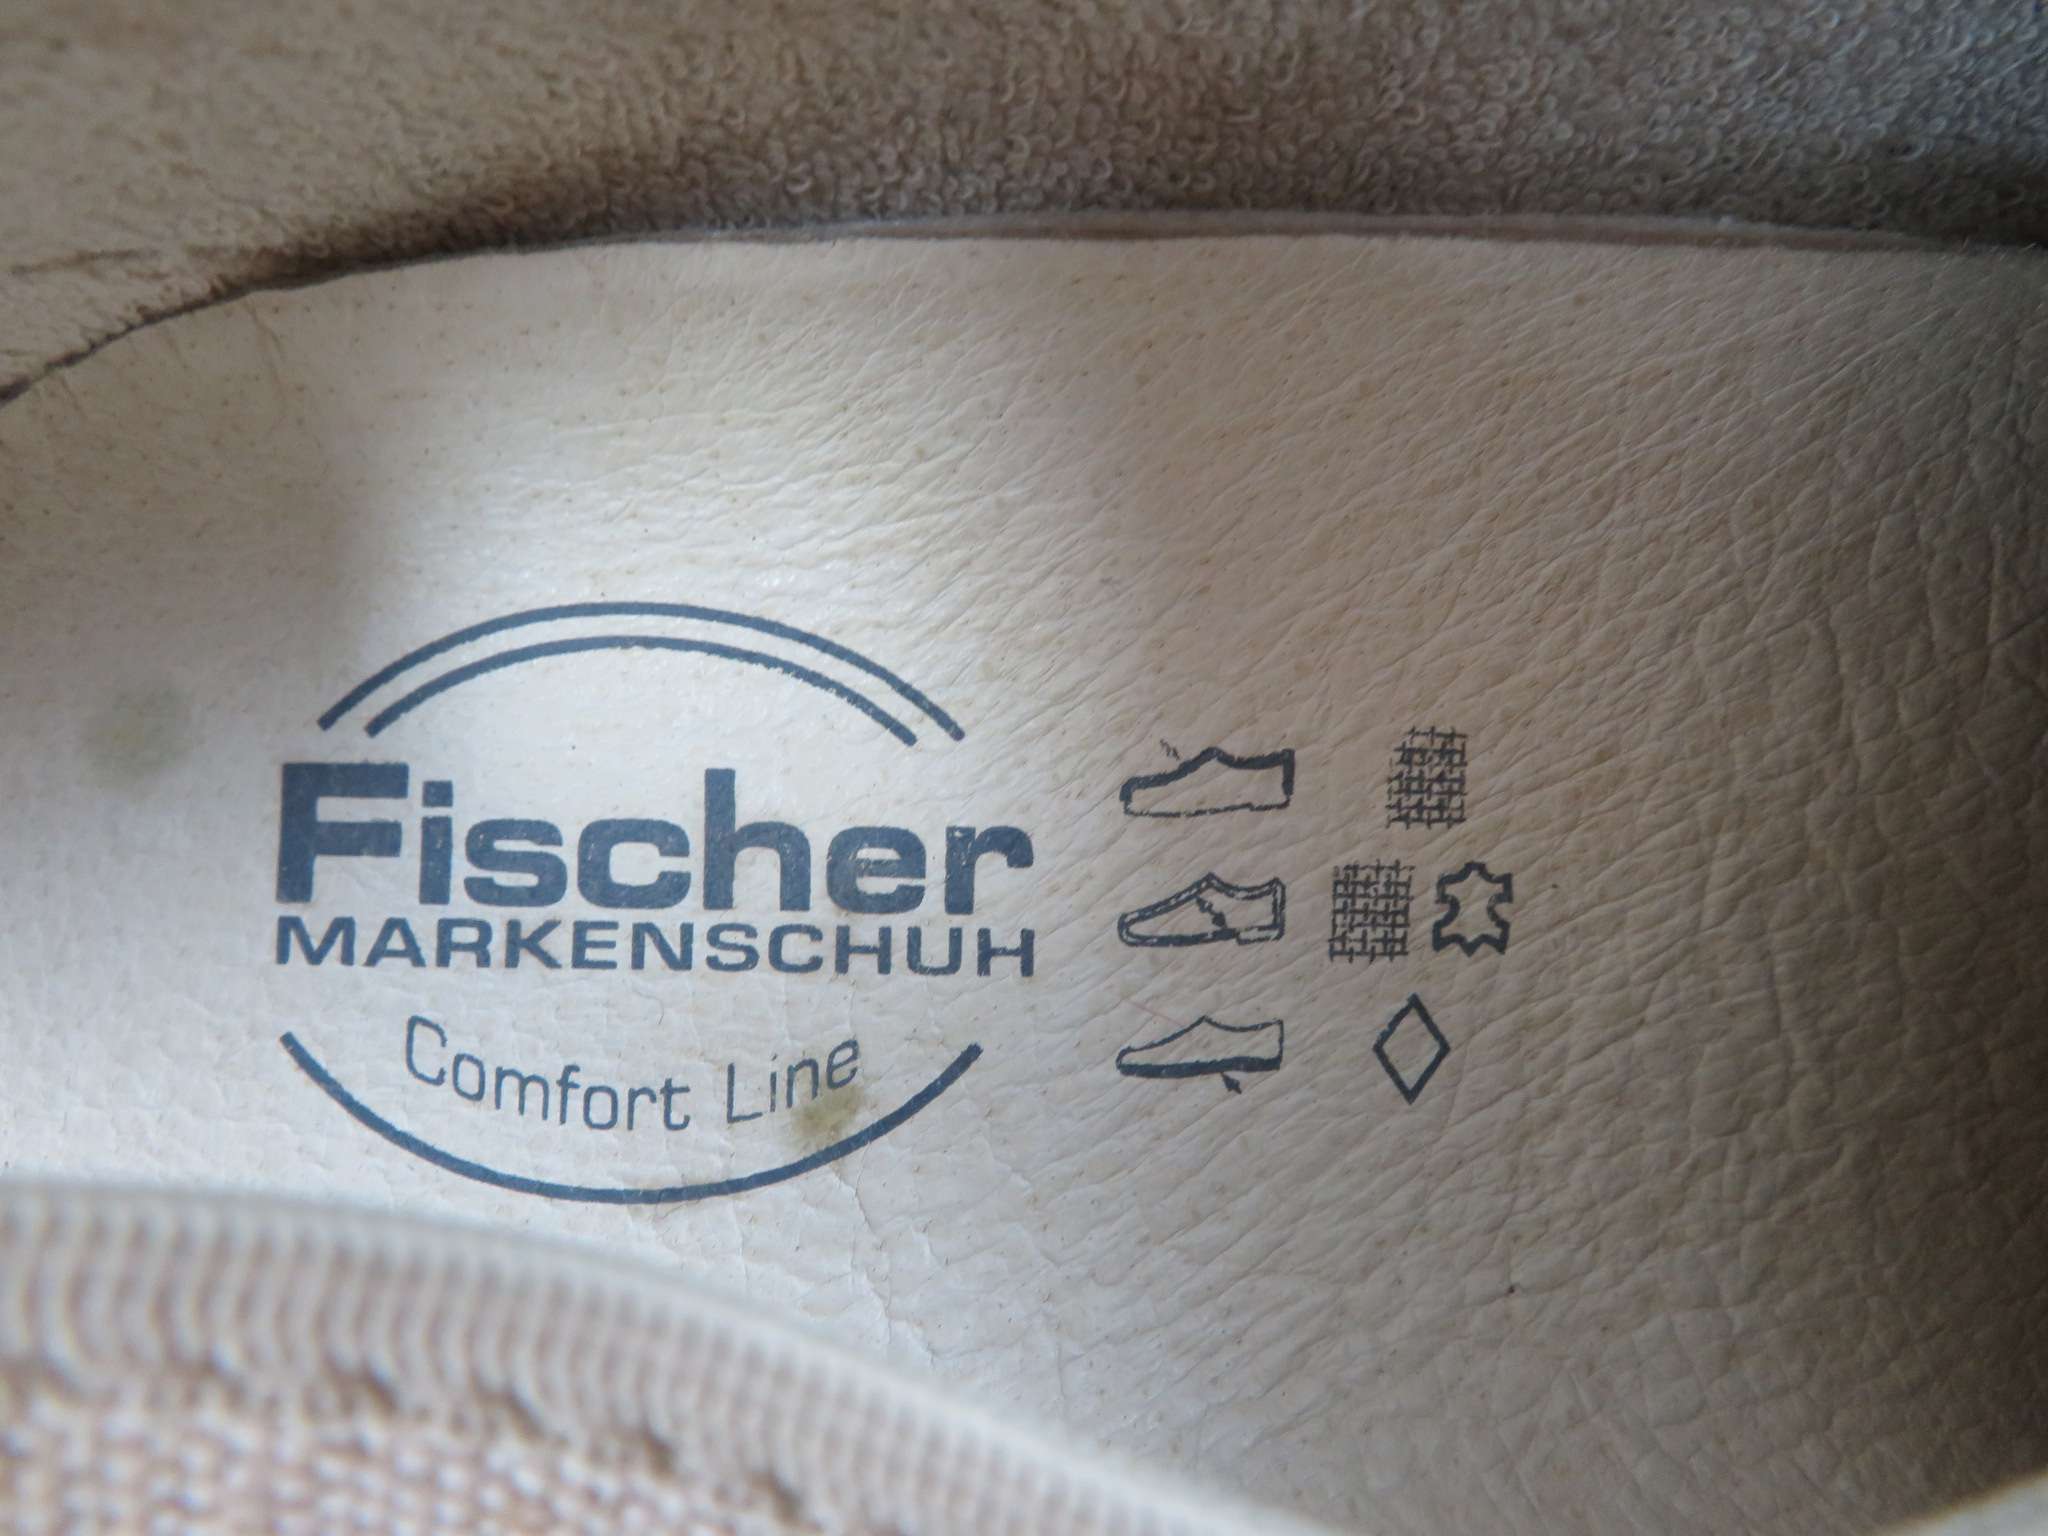 Fischer
MARKENSCHUH
Comfort Line